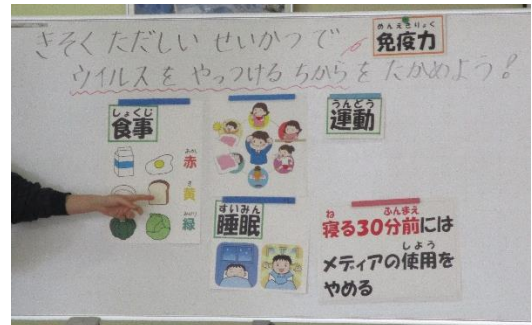 きそくただしいせいかつで
めんえきりょく
免疫力
ウイルスをやっつけるちからをたかめよう!
しょくじ
食事
あか
赤
き
黄
みどり
緑
うんどう
運動
すいみん
睡眠
ね ふんまえ
寝る30分前には
しよう
メディアの使用を
やめる